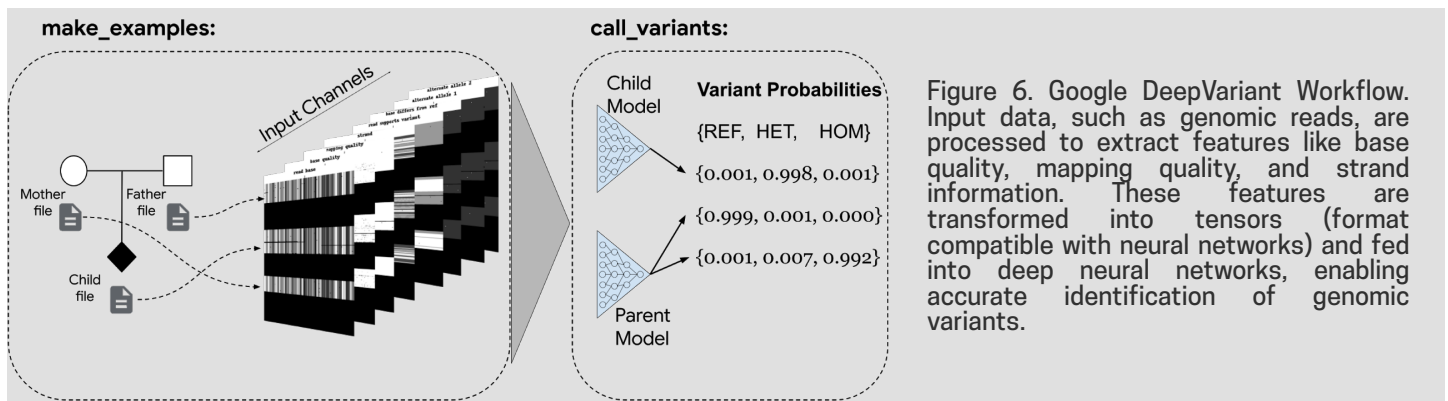 make_examples:
call_variants:
Input Channels
read base
base quality
mapping quality
strand
read supports variant
base differs from ref
alternate allele 1
alternate allele 2
Mother
file
Father
file
Child
file
Child
Model
Parent
Model
Variant Probabilities
{REF, HET, HOM}
{0.001, 0.998, 0.001}
{0.999, 0.001, 0.000}
{0.001, 0.007, 0.992}
Figure 6. Google DeepVariant Workflow.
Input data, such as genomic reads, are
processed to extract features like base
quality, mapping quality, and strand
information. These features are
transformed into tensors (format
compatible with neural networks) and fed
into deep neural networks, enabling
accurate identification of genomic
variants.